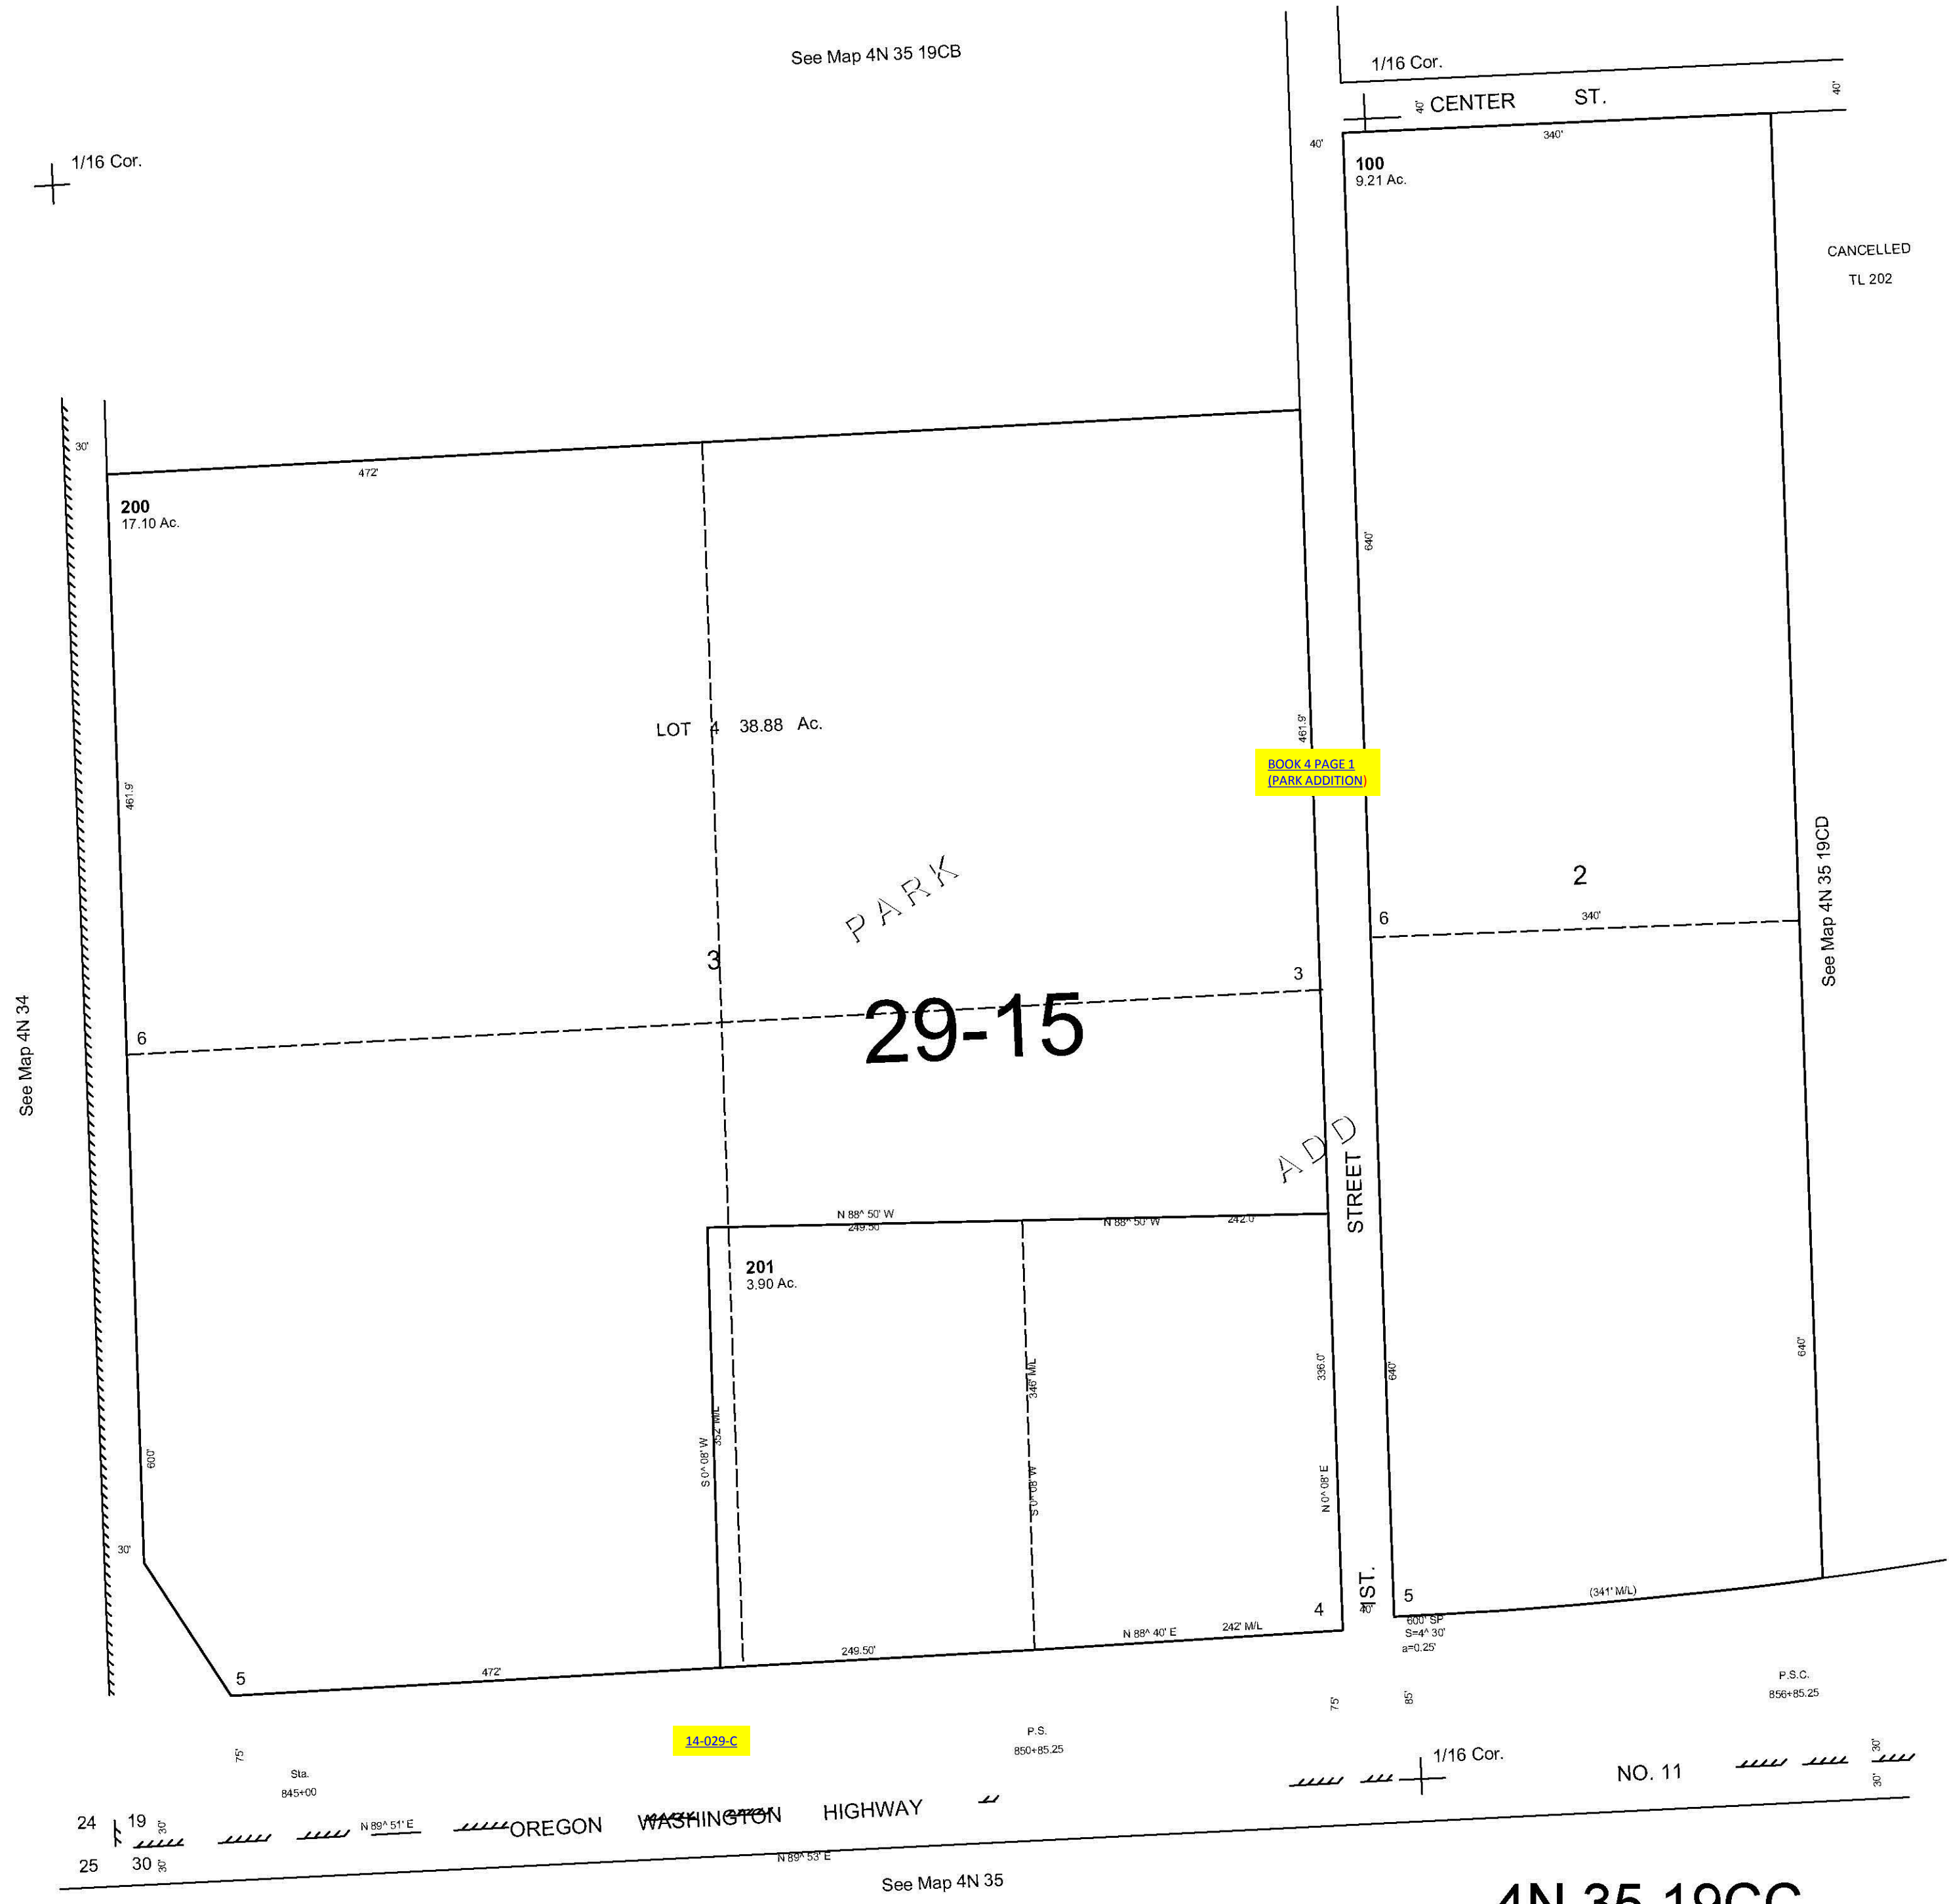 See Map 4N 35 19CB
1/16 Cor.
40'
CENTER ST.
40'
340'
40'
1/16 Cor.
100
9.21 Ac.
CANCELLED
TL 202
30'
472'
200
17.10 Ac.
640'
461.9'
LOT 4 38.88 Ac.
BOOK 4 PAGE 1
(PARK ADDITION)
461.9'
See Map 4N 35 19CD
PARK
2
6
340'
3
3
29-15
6
See Map 4N 34
ADD
STREET
N 88^ 50' W
249.50
N 88^ 50' W
242.0'
201
3.90 Ac.
346' M/L
336.0'
640'
640'
352' M/L
S 0^ 08' W
S 0^ 08' W
N 0^ 08' E
600'
30'
1ST.
40'
4
5
(341' M/L)
600' SP
S=4^ 30'
a=0.25'
N 88^ 40' E
242' M/L
249.50'
472'
5
P.S.C.
856+85.25
75'
85'
14-029-C
P.S.
850+85.25
75'
Sta.
845+00
1/16 Cor.
NO. 11
30'
30'
24
19
30'
N 89^ 51' E
OREGON WASHINGTON HIGHWAY
25
30
30'
N 89^ 53' E
See Map 4N 35
4N 35 19CC